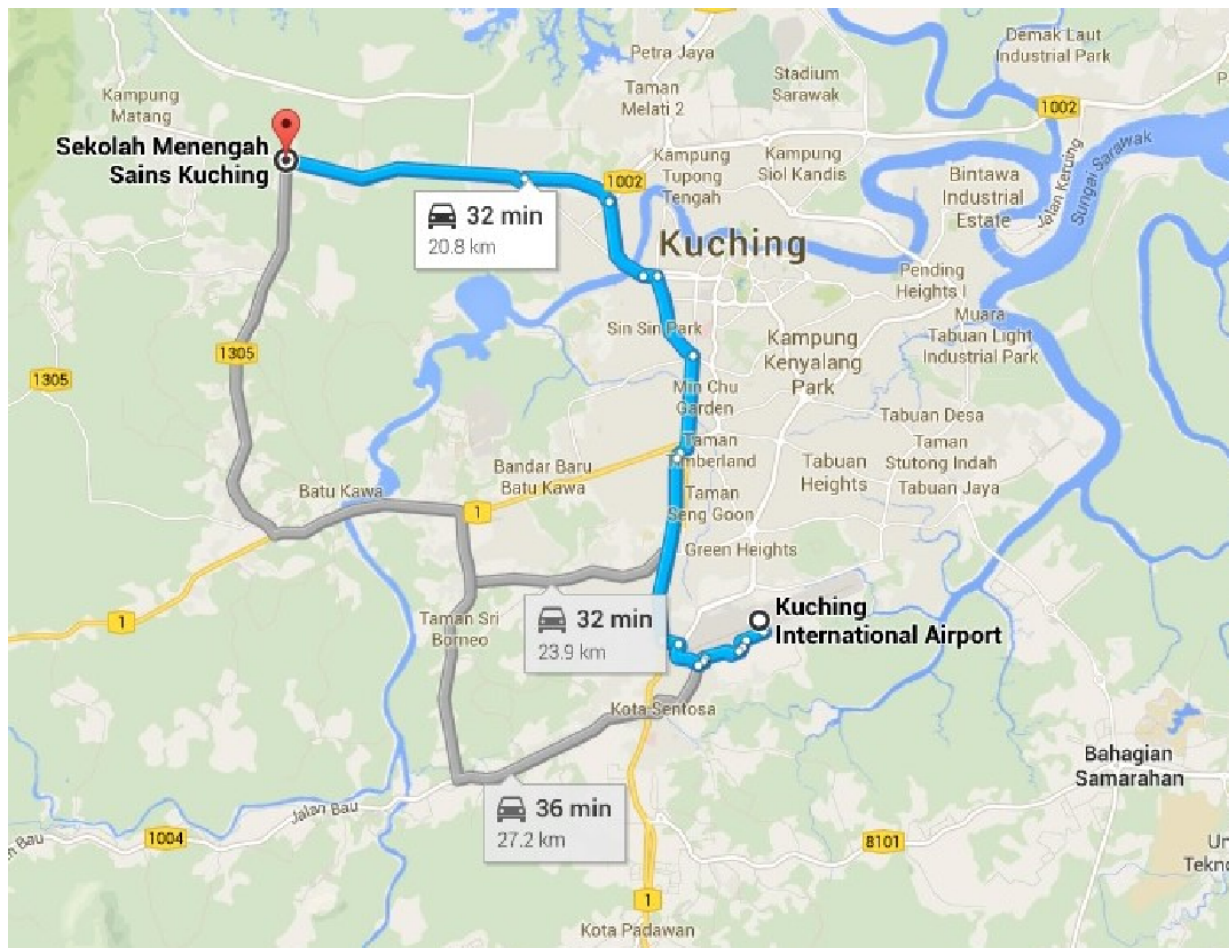 Petra Jaya
Demak Laut
Industrial Park
Kampung
Matang
Taman
Melati 2
Stadium
Sarawak
1002
Sekolah Menengah
Sains Kuching
1002
Kampung
Tupong
Tengah
Kampung
Siol Kandis
Bintawa
Industrial
Estate
Jalan Keruing
Sungai Sarawak
32 min
20.8 km
Kuching
Pending
Heights I
Sin Sin Park
Muara
Tabuan Light
Industrial Park
1305
1305
Kampung
Kenyalang
Park
Min Chu
Garden
Tabuan Desa
Taman
Timberland
Taman
Stutong Indah
Bandar Baru
Batu Kawa
Tabuan
Heights
Tabuan Jaya
Batu Kawa
1
Taman
Seng Goon
Green Heights
1
Taman Sri
Borneo
32 min
23.9 km
Kuching
International Airport
Kota Sentosa
Bahagian
Samarahan
36 min
27.2 km
Jalan Bau
1004
Bau
8101
1
Kota Padawan